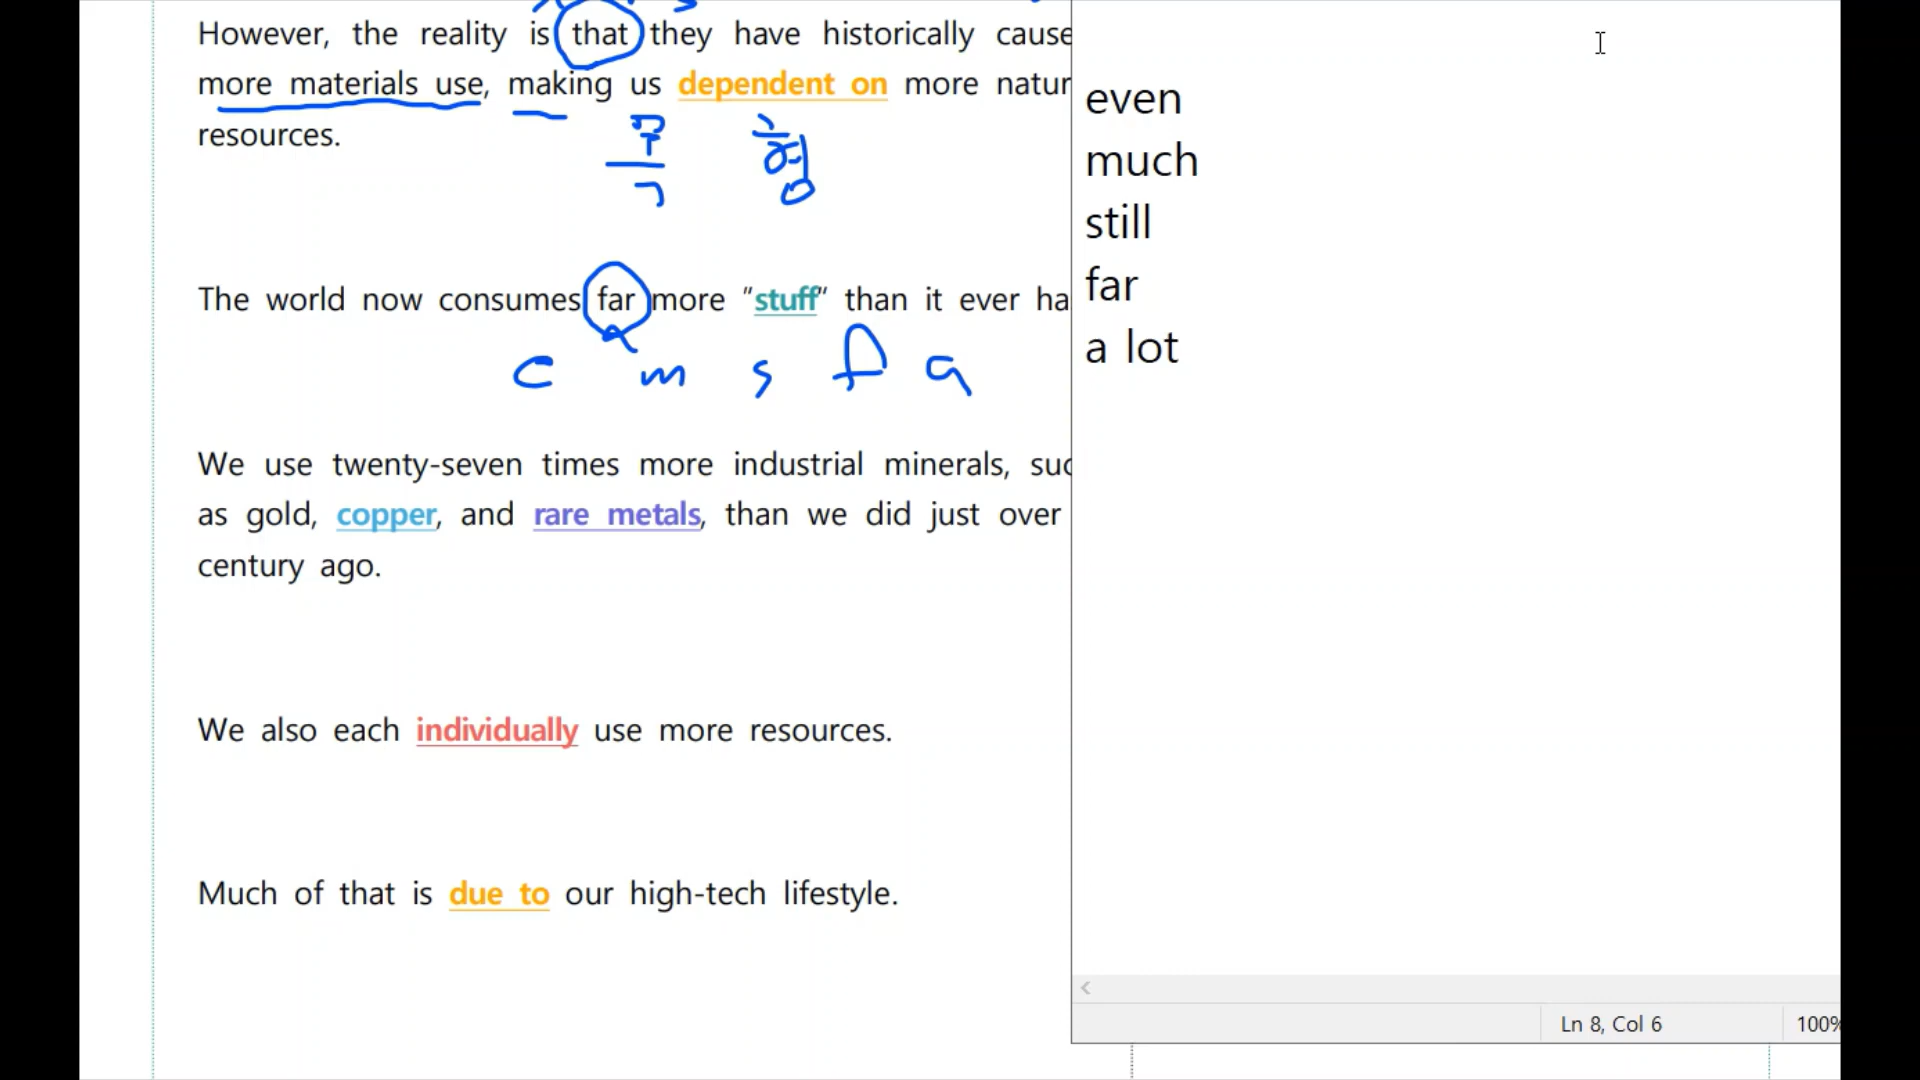 However, the reality is that they have historically cause
more materials use, making us dependent on more natur
resources.
The world now consumes far more "stuff" than it ever ha
e m s f a
We use twenty-seven times more industrial minerals, suc
as gold, copper, and rare metals, than we did just over
century ago.
We also each individually use more resources.
Much of that is due to our high-tech lifestyle.
even
much
still
far
a lot
Ln 8, Col 6
100%